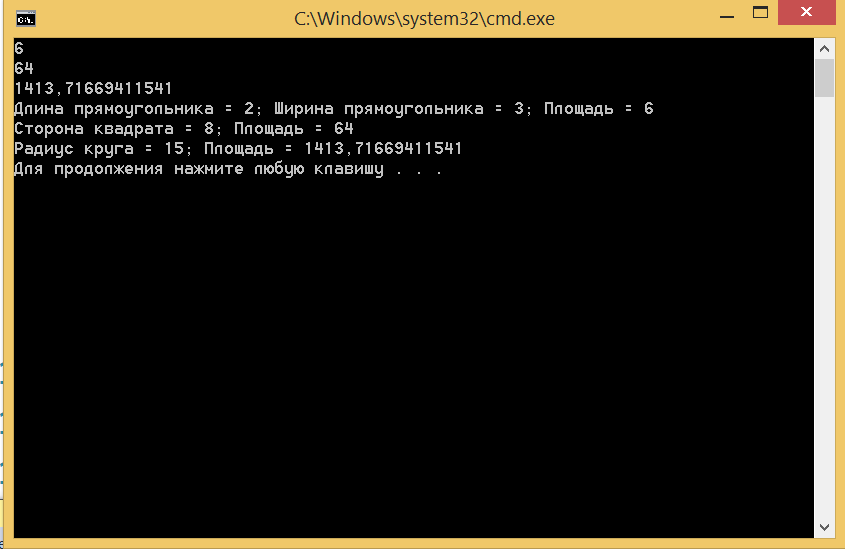 C:\Windows\system32\cmd.exe
6
64
1413,71669411541
Длина прямоугольника = 2; Ширина прямоугольника = 3; Площадь = 6
Сторона квадрата = 8; Площадь = 64
Радиус круга = 15; Площадь = 1413,71669411541
Для продолжения нажмите любую клавишу . . .